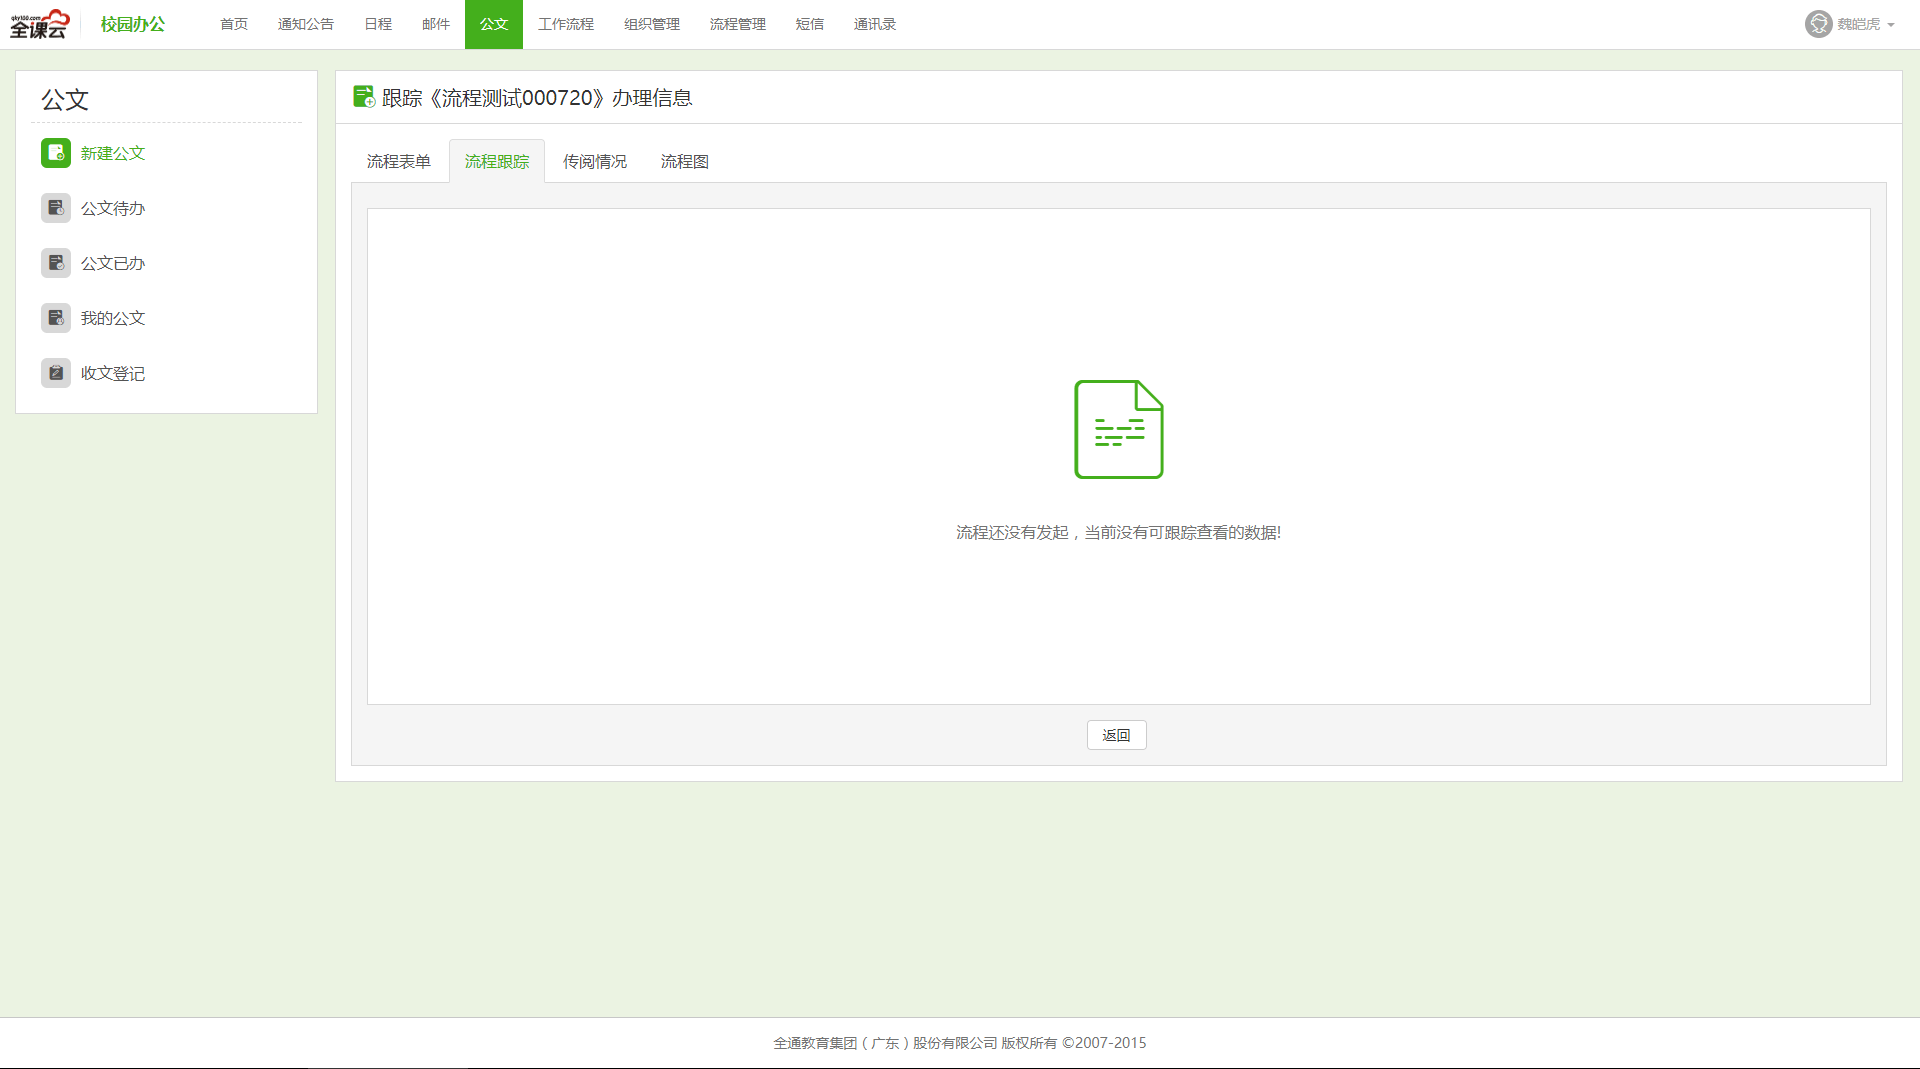 qky100.com
全课云
校园办公
首页 通知公告 日程 邮件 公文 工作流程 组织管理 流程管理 短信 通讯录
魏皑虎
公文
新建公文
公文待办
公文已办
我的公文
收文登记
跟踪《流程测试000720》办理信息
流程表单 流程跟踪 传阅情况 流程图
流程还没有发起，当前没有可跟踪查看的数据!
返回
全通教育集团（广东）股份有限公司 版权所有 ©2007-2015